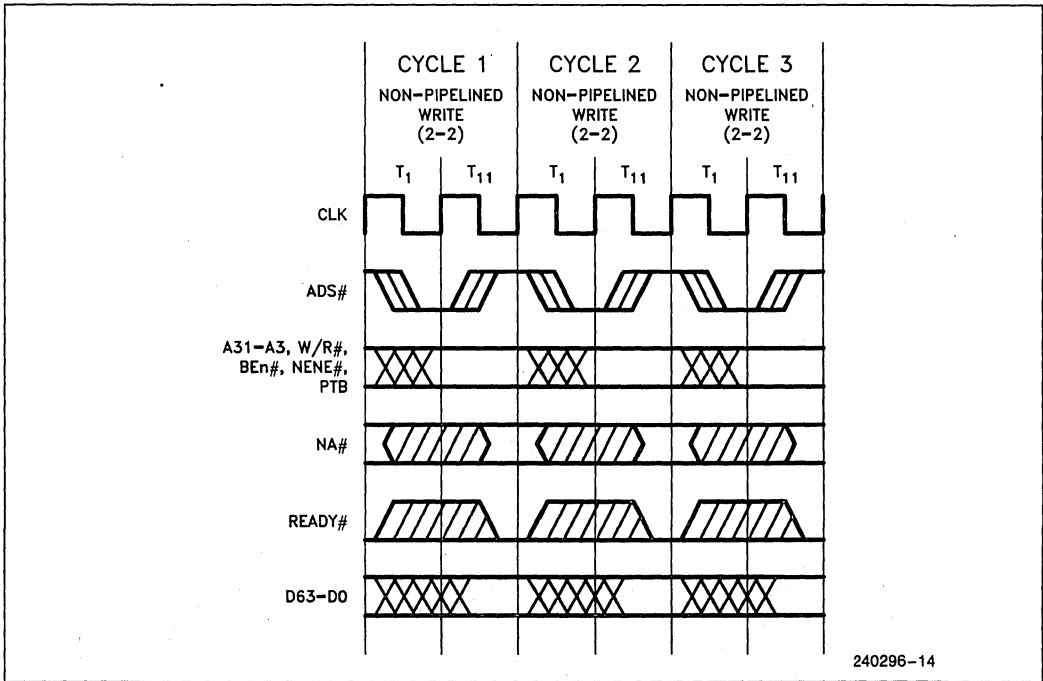 CYCLE 1 CYCLE 2 CYCLE 3
NON-PIPELINED NON-PIPELINED NON-PIPELINED
WRITE WRITE WRITE
(2-2) (2-2) (2-2)
T1 T11 T1 T11 T1 T11
CLK
ADS#
A31-A3, W/R#,
BEn#, NENE#,
PTB
NA#
READY#
D63-D0
240296-14